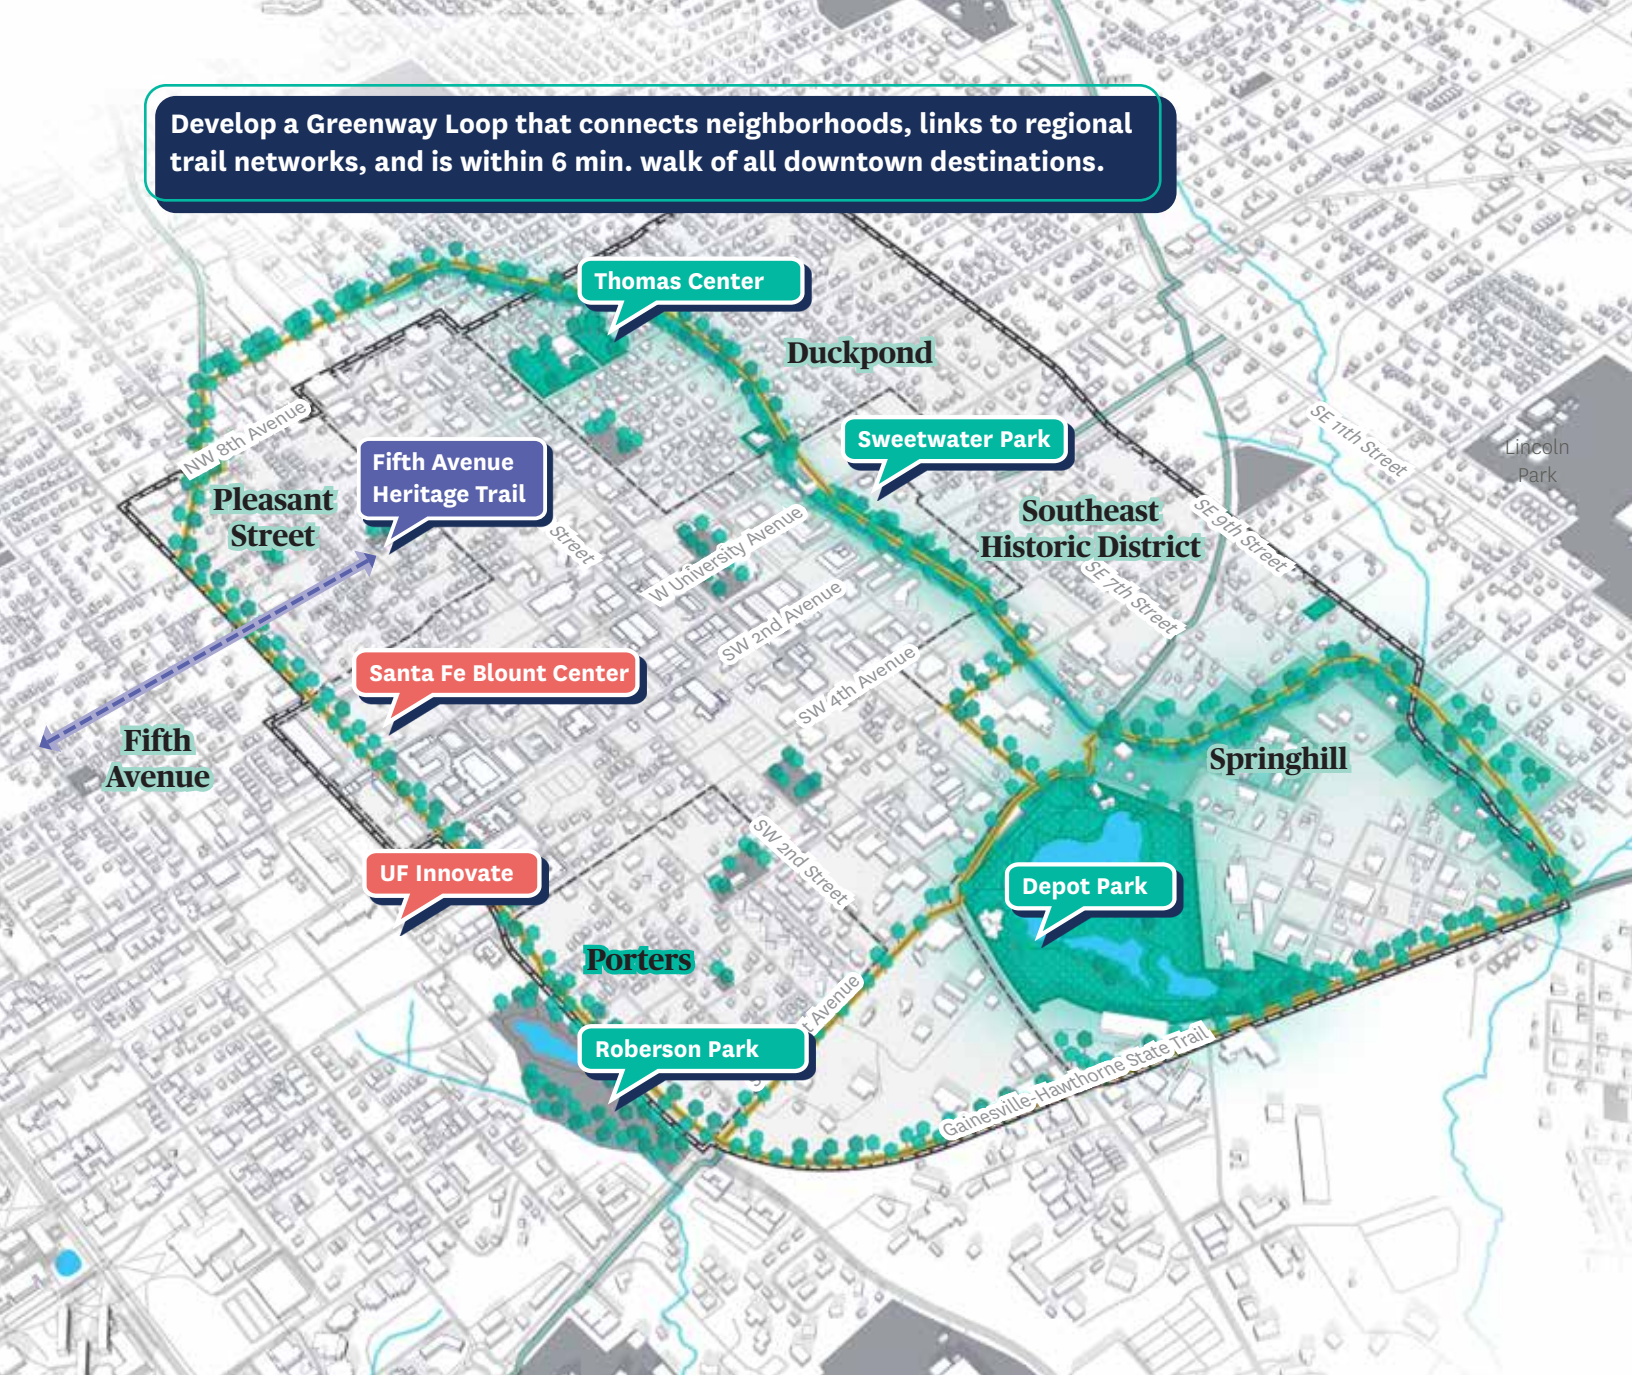 Develop a Greenway Loop that connects neighborhoods, links to regional
trail networks, and is within 6 min. walk of all downtown destinations.
Thomas Center
Duckpond
NW 8th Avenue
Sweetwater Park
SE 11th Street
Lincoln
Park
Fifth Avenue
Heritage Trail
Pleasant
Street
Street
W University Avenue
Southeast
Historic District
SE 9th Street
SE 7th Street
SW 2nd Avenue
SW 4th Avenue
Santa Fe Blount Center
Fifth
Avenue
Springhill
SW 2nd Street
UF Innovate
Depot Park
Porters
t Avenue
Roberson Park
Gainesville-Hawthorne State Trail